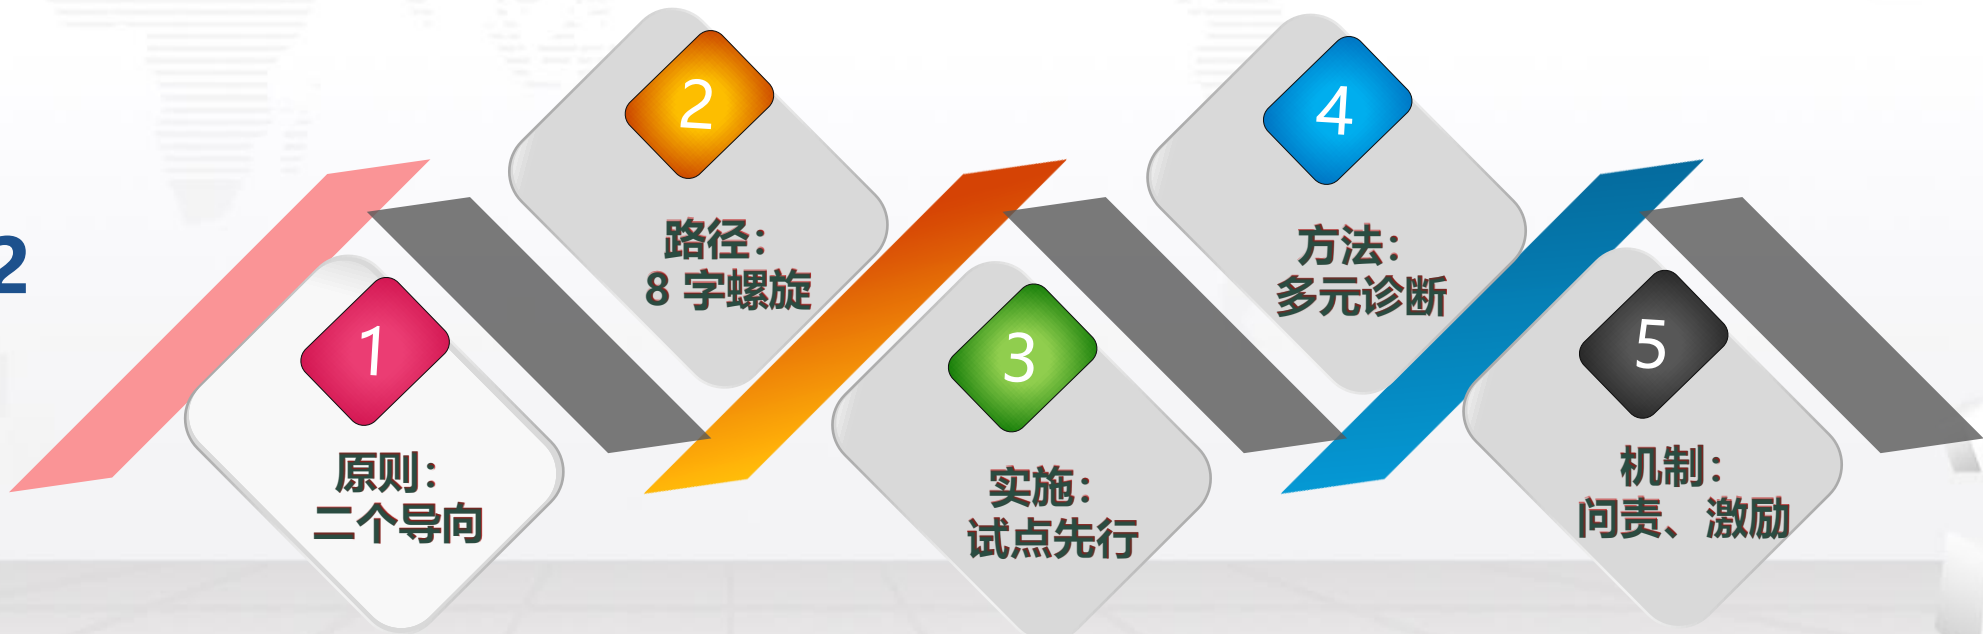 2
1
原则：
二个导向
2
路径：
8 字螺旋
3
实施：
试点先行
4
方法：
多元诊断
5
机制：
问责、激励